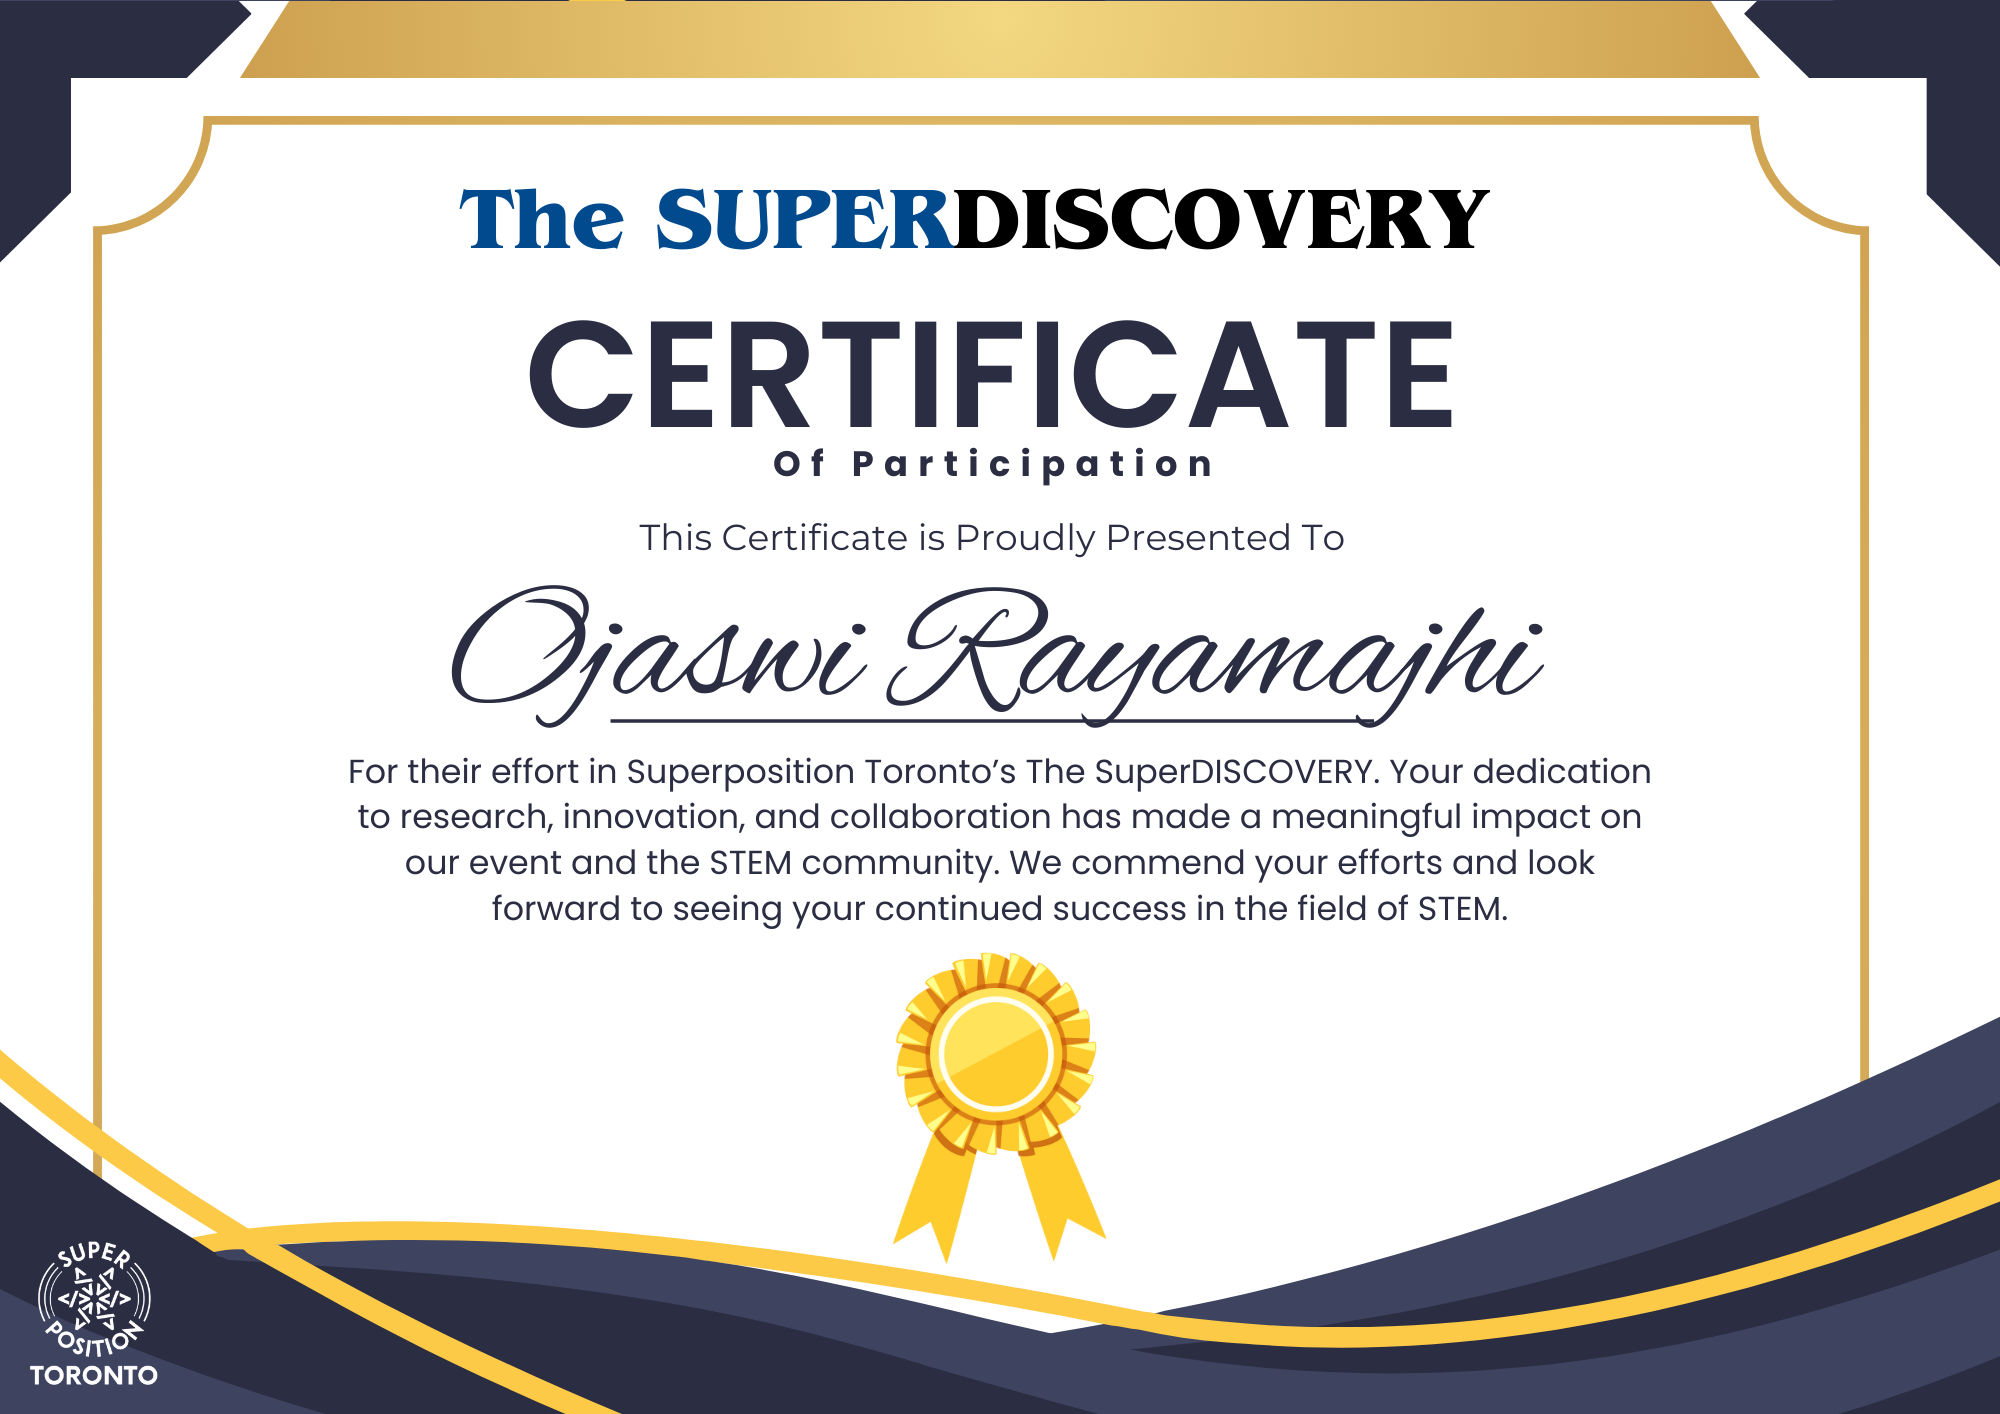 The SUPERDISCOVERY
CERTIFICATE
Of Participation
This Certificate is Proudly Presented To
Ojaswi Rayamajhi
For their effort in Superposition Toronto’s The SuperDISCOVERY. Your dedication
to research, innovation, and collaboration has made a meaningful impact on
our event and the STEM community. We commend your efforts and look
forward to seeing your continued success in the field of STEM.
SUPER
POSITION
TORONTO